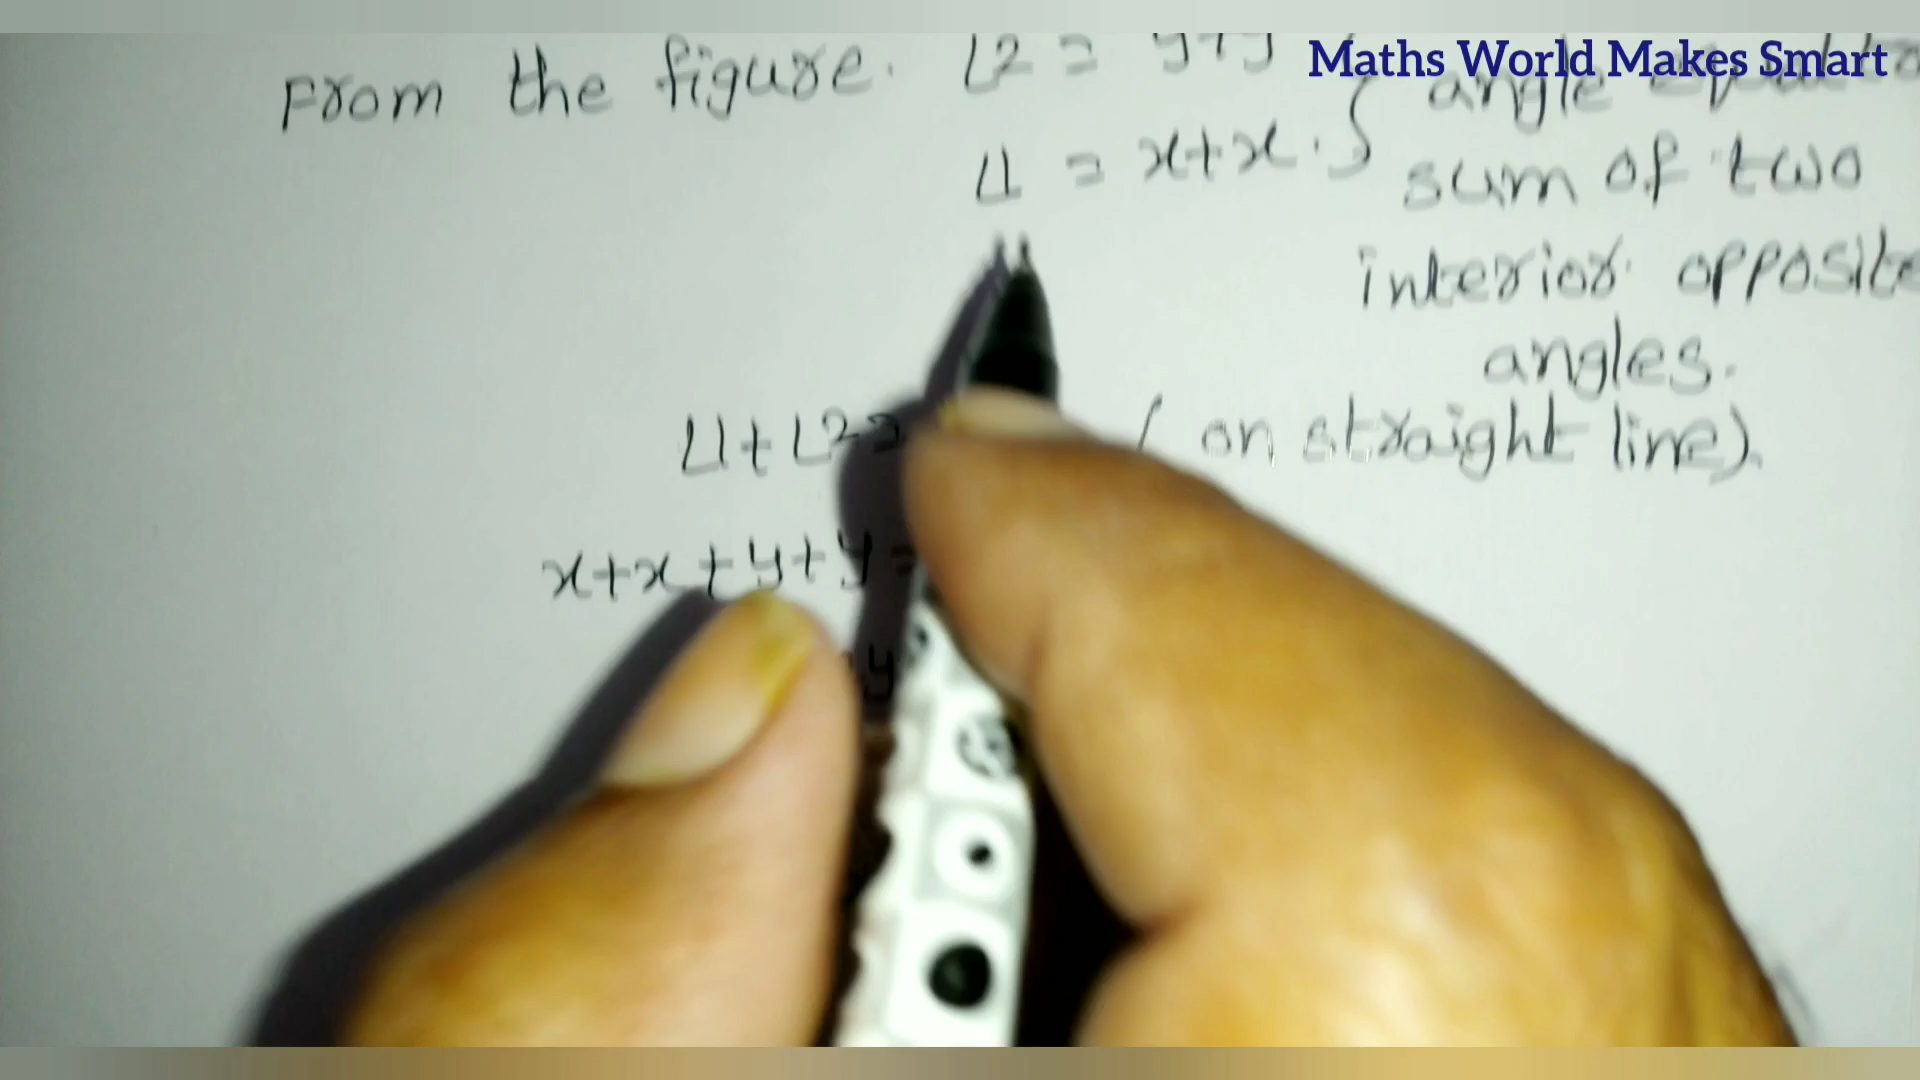 Maths World Makes Smart
From the figure. ∠2 = y+y
angle
∠1 = x+x. } sum of two
interior opposite
angles.
∠1+∠2= ( on straight line).
x+x+y+y=
y